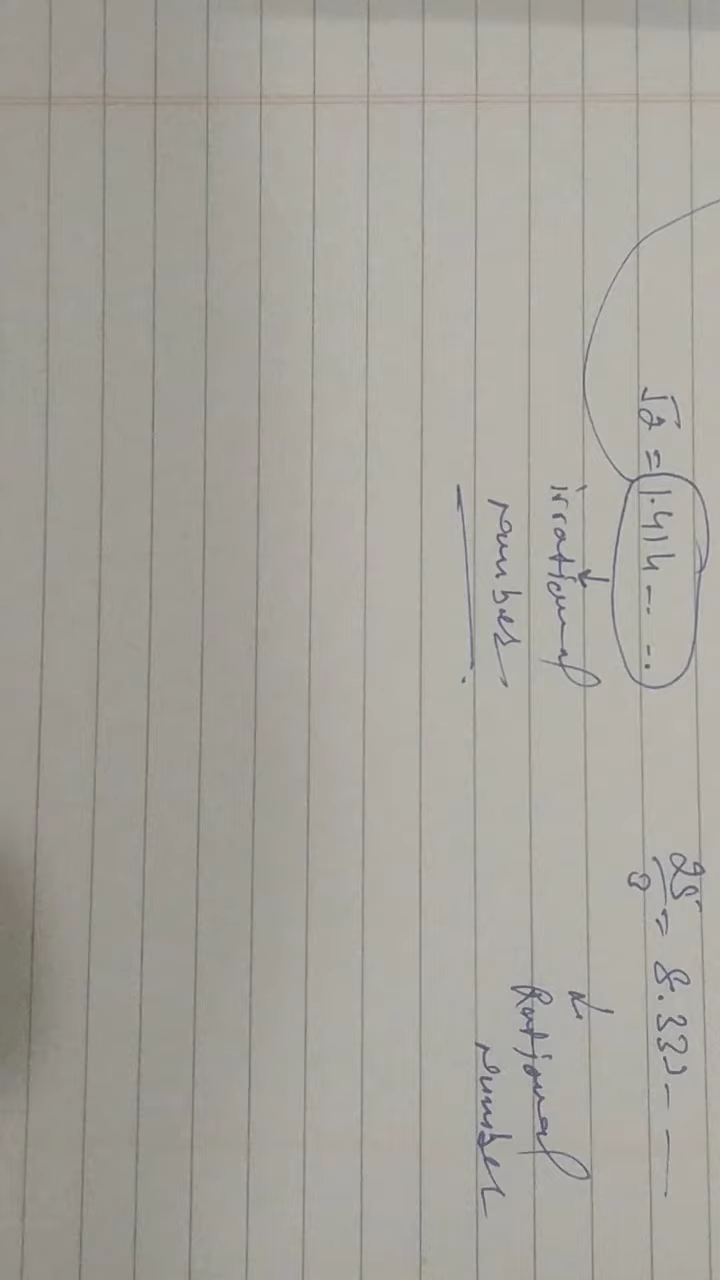 √2 = 1.414 -- --
irrational
number
25/3 = 8.333 - -
Rational
number